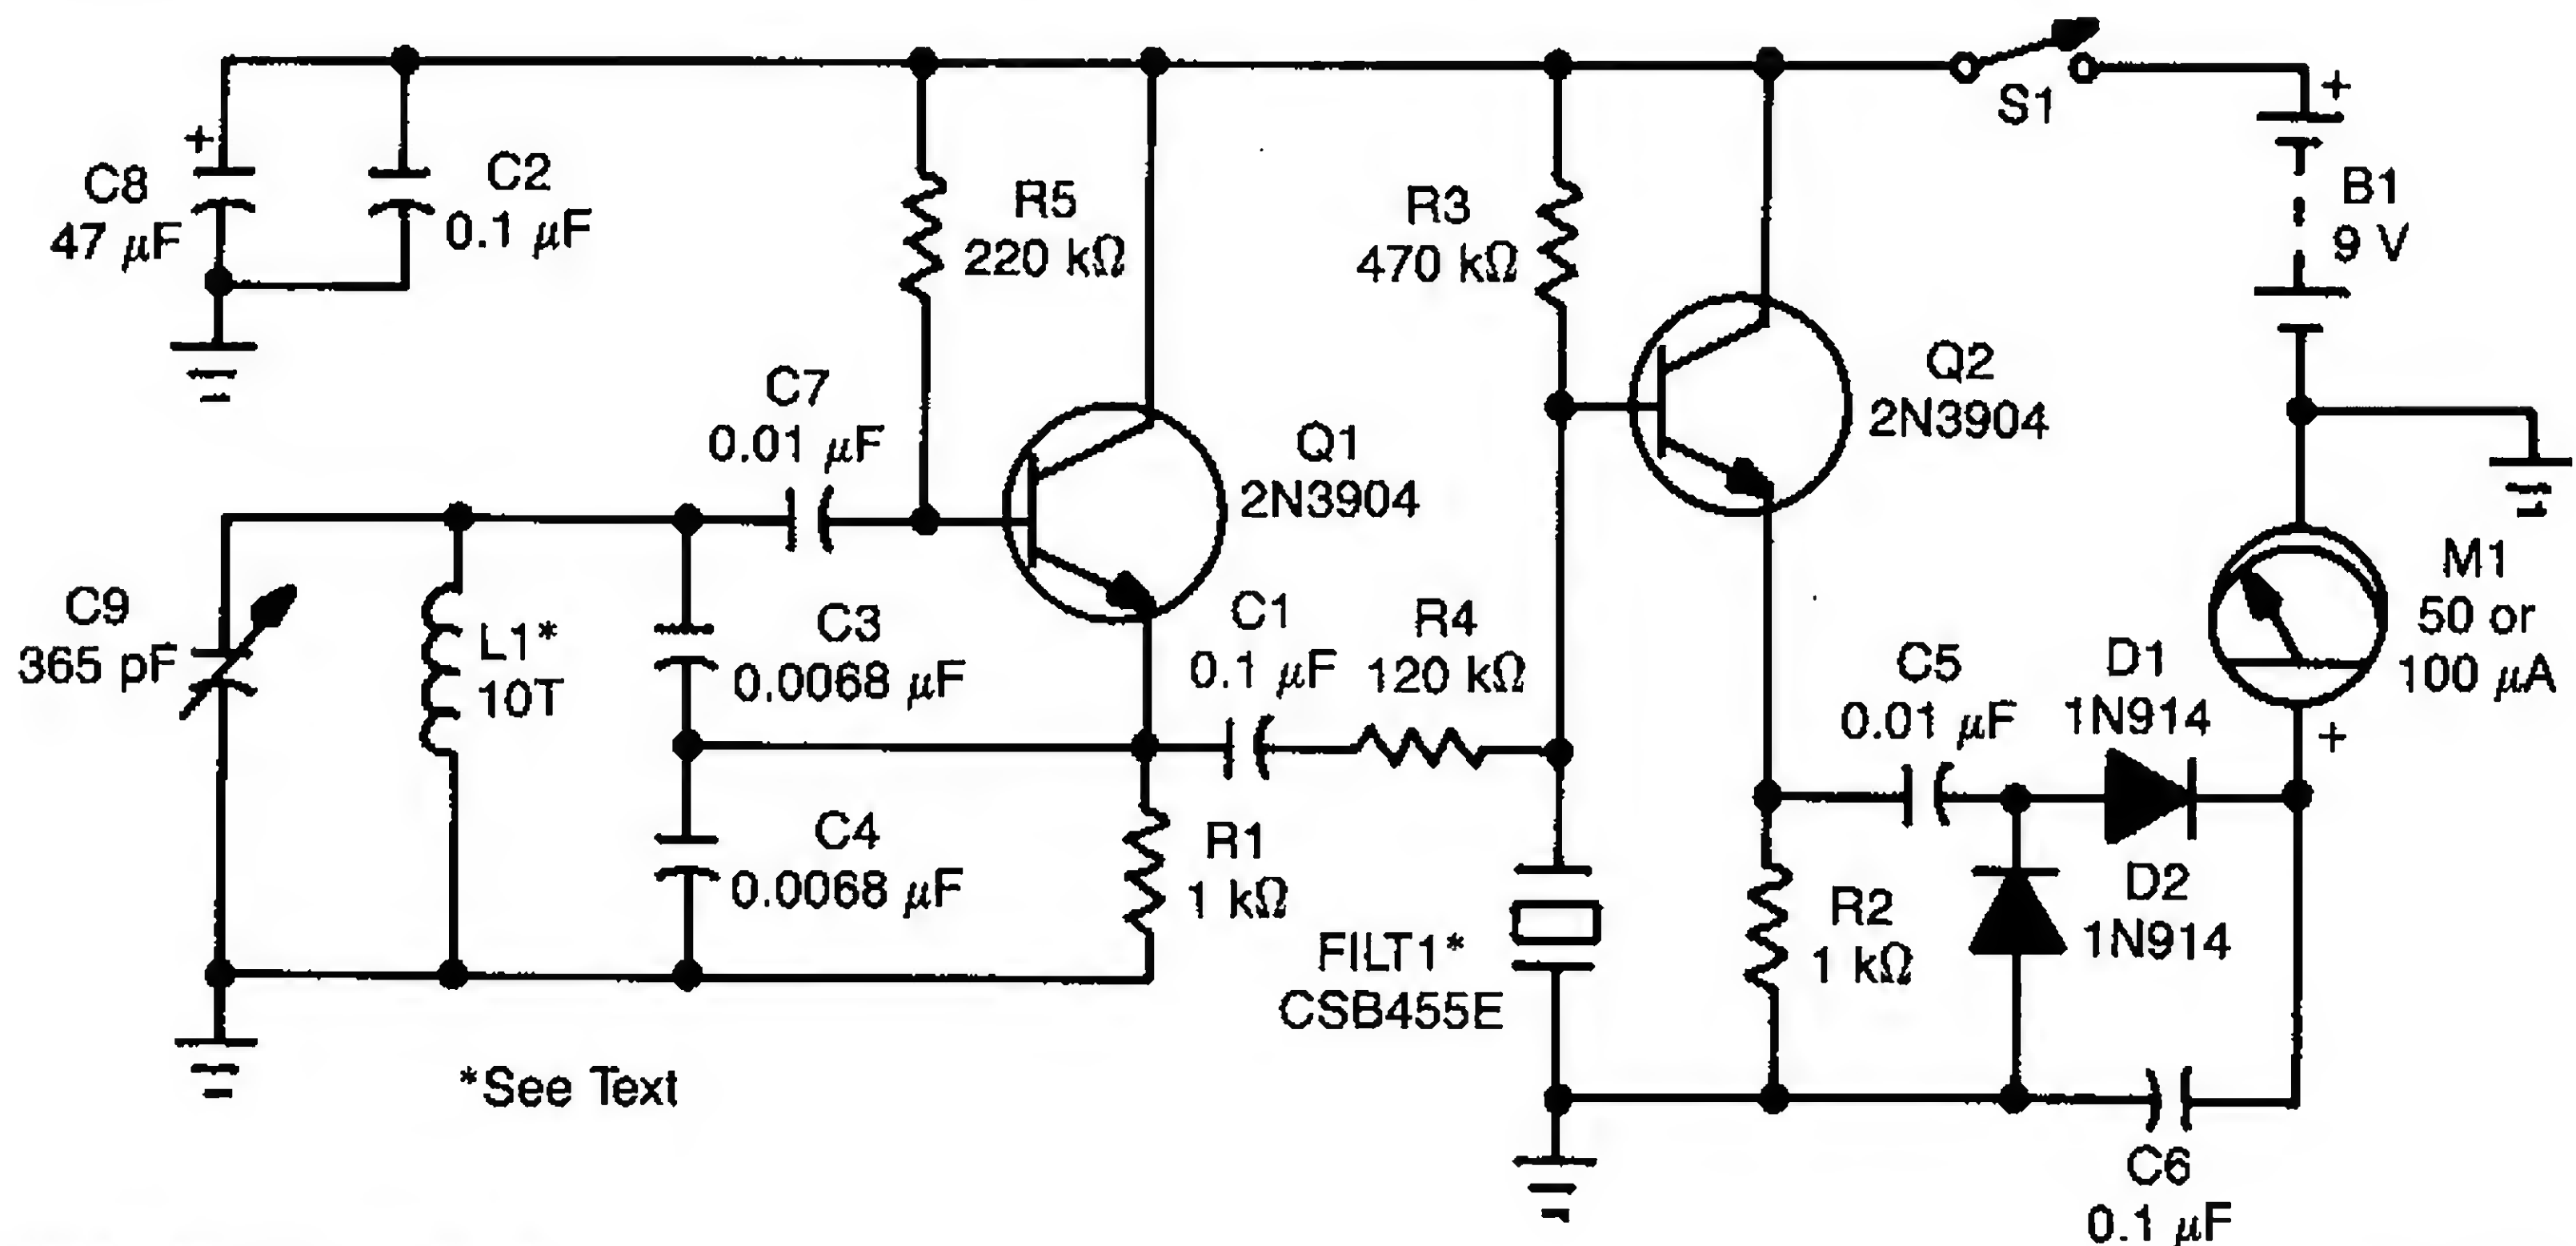 +
C8
47 µF
C2
0.1 µF
R5
220 kΩ
R3
470 kΩ
S1
+
B1
9 V
C7
0.01 µF
Q1
2N3904
Q2
2N3904
C9
365 pF
L1*
10T
C3
0.0068 µF
C1
0.1 µF
R4
120 kΩ
C5
0.01 µF
D1
1N914
M1
50 or
100 µA
+
C4
0.0068 µF
R1
1 kΩ
FILT1*
CSB455E
R2
1 kΩ
D2
1N914
*See Text
C6
0.1 µF